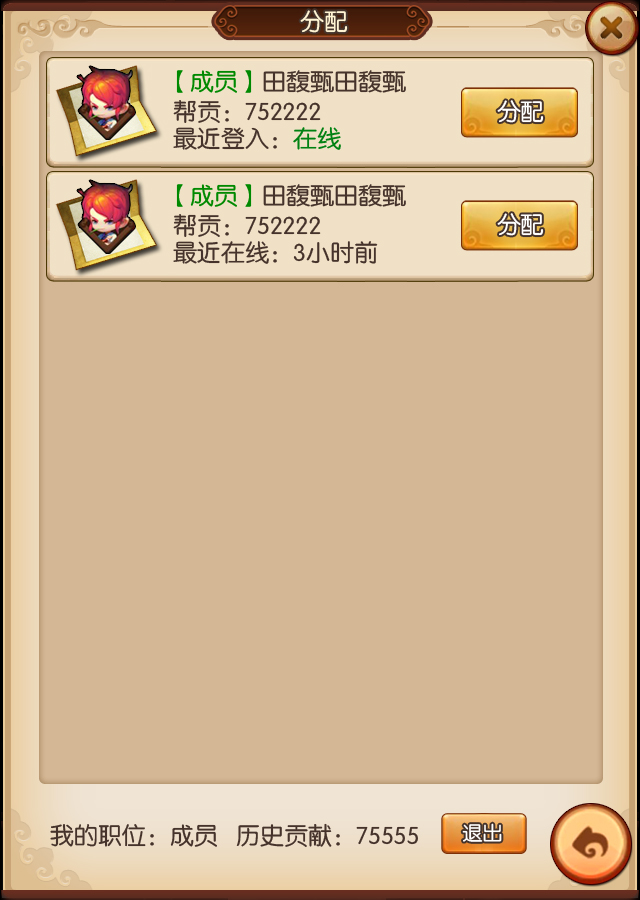 分配
【成员】田馥甄田馥甄
帮贡：752222
最近登入：在线
分配
【成员】田馥甄田馥甄
帮贡：752222
最近在线：3小时前
分配
我的职位：成员 历史贡献：75555
退出